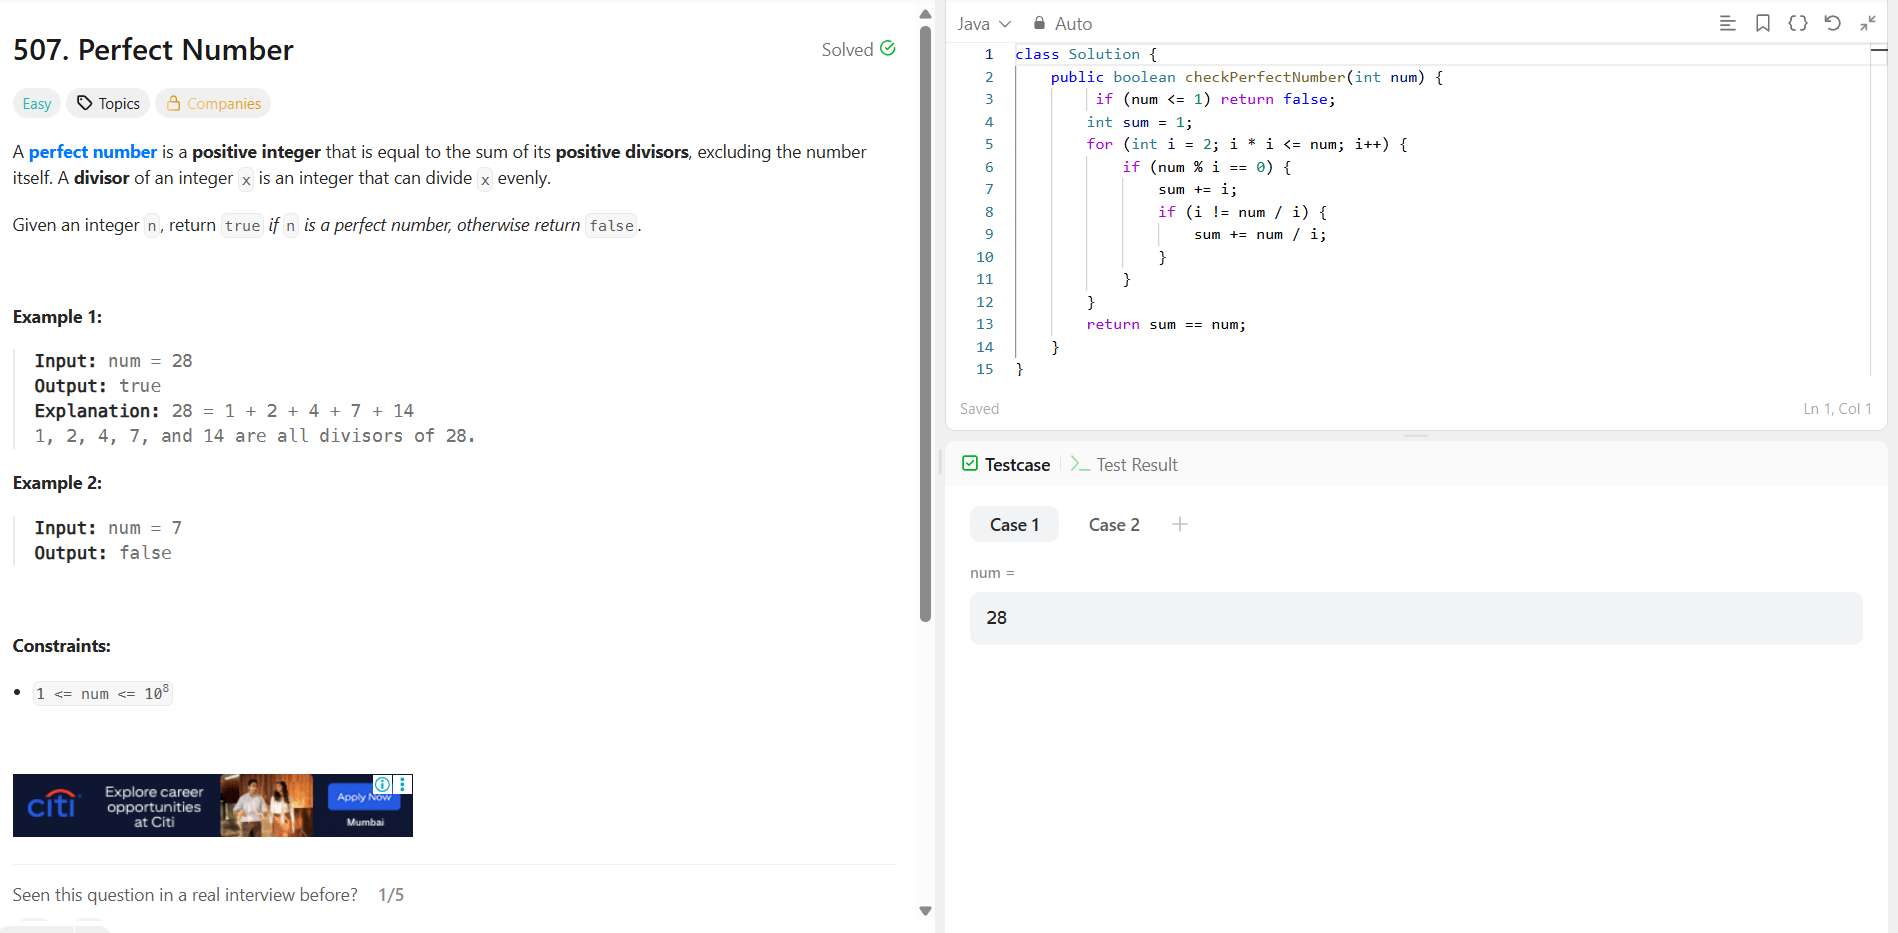 507. Perfect Number
Solved
Easy
Topics
Companies
A perfect number is a positive integer that is equal to the sum of its positive divisors, excluding the number
itself. A divisor of an integer x is an integer that can divide x evenly.
Given an integer n, return true if n is a perfect number, otherwise return false.
Example 1:
Input: num = 28
Output: true
Explanation: 28 = 1 + 2 + 4 + 7 + 14
1, 2, 4, 7, and 14 are all divisors of 28.
Example 2:
Input: num = 7
Output: false
Constraints:
• 1 <= num <= 10⁸
citi
Explore career
opportunities
at Citi
Apply Now
Mumbai
Seen this question in a real interview before? 1/5
Java
Auto
1 class Solution {
2 public boolean checkPerfectNumber(int num) {
3 if (num <= 1) return false;
4 int sum = 1;
5 for (int i = 2; i * i <= num; i++) {
6 if (num % i == 0) {
7 sum += i;
8 if (i != num / i) {
9 sum += num / i;
10 }
11 }
12 }
13 return sum == num;
14 }
15 }
Saved
Ln 1, Col 1
Testcase
Test Result
Case 1
Case 2
num =
28